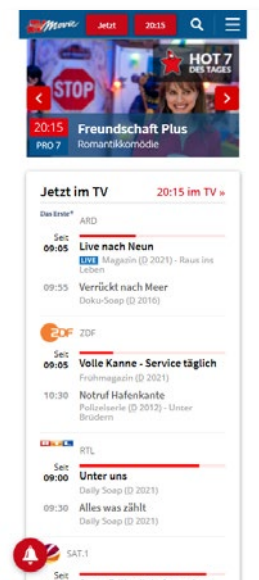 Movie Jetzt 20:15
HOT 7
DES TAGES
STOP
20:15 Freundschaft Plus
PRO 7 Romantikkomödie
Jetzt im TV 20:15 im TV »
Das Erste® ARD
Seit
09:05 Live nach Neun
LIVE Magazin (D 2021) - Raus ins
Leben
09:55 Verrückt nach Meer
Doku-Soap (D 2016)
ZDF ZDF
Seit
09:05 Volle Kanne - Service täglich
Frühmagazin (D 2021)
10:30 Notruf Hafenkante
Polizeiserie (D 2012) - Unter
Brüdern
RTL RTL
Seit
09:00 Unter uns
Daily Soap (D 2021)
09:30 Alles was zählt
Daily Soap (D 2021)
SAT.1
Seit